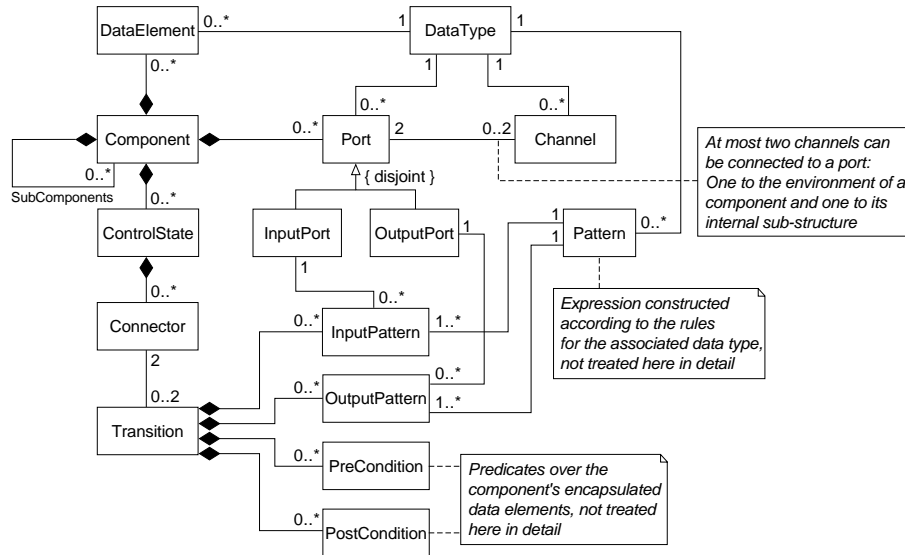 DataElement 0..* 1 DataType 1
0..* 1 1
0..* 0..*
Component 0..* Port 2 0..2 Channel
At most two channels can
be connected to a port:
One to the environment of a
component and one to its
internal sub-structure
0..*
SubComponents
{ disjoint }
0..*
ControlState
InputPort OutputPort 1
1 Pattern 0..*
1
1
0..*
0..*
Connector
2
0..* InputPattern 1..*
Expression constructed
according to the rules
for the associated data type,
not treated here in detail
0..2
Transition
0..* OutputPattern 0..*
1..*
0..* PreCondition
Predicates over the
component's encapsulated
data elements, not treated
here in detail
0..* PostCondition